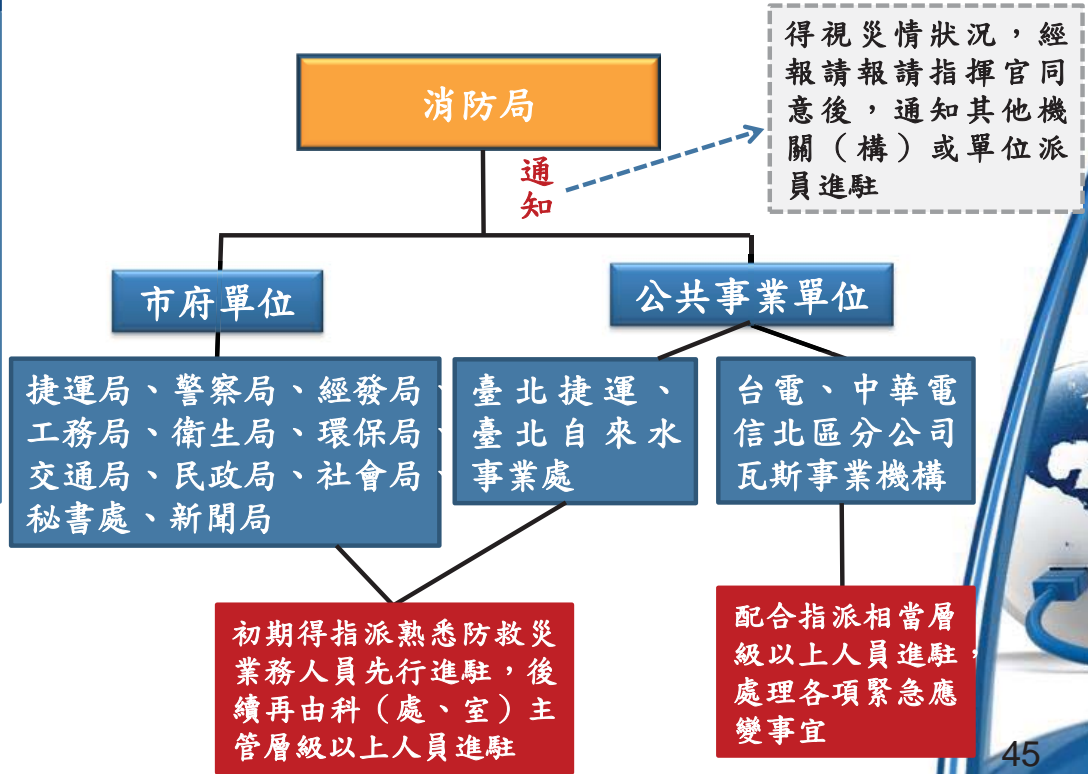 得視災情狀況，經
報請報請指揮官同
意後，通知其他機
關（構）或單位派
員進駐
消防局
通
知
市府單位
公共事業單位
捷運局、警察局、經發局、
工務局、衛生局、環保局、
交通局、民政局、社會局、
秘書處、新聞局
臺北捷運、
臺北自來水
事業處
台電、中華電
信北區分公司
瓦斯事業機構
初期得指派熟悉防救災
業務人員先行進駐，後
續再由科（處、室）主
管層級以上人員進駐
配合指派相當層
級以上人員進駐，
處理各項緊急應
變事宜
45